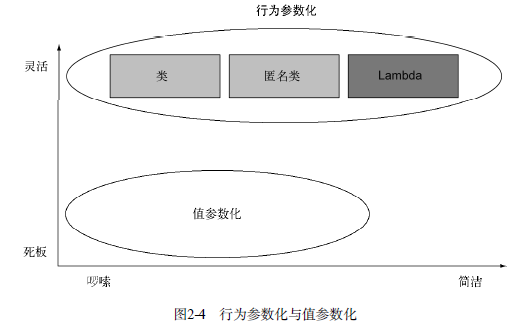 行为参数化
灵活
类
匿名类
Lambda
值参数化
死板
啰嗦
简洁
图2-4 行为参数化与值参数化